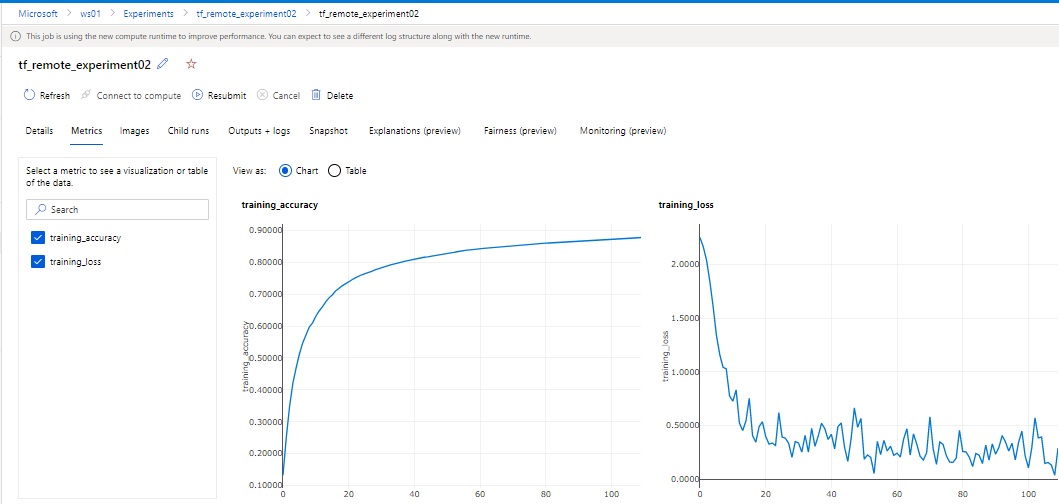 Microsoft > ws01 > Experiments > tf_remote_experiment02 > tf_remote_experiment02
This job is using the new compute runtime to improve performance. You can expect to see a different log structure along with the new runtime.
tf_remote_experiment02
Refresh Connect to compute Resubmit Cancel Delete
Details Metrics Images Child runs Outputs + logs Snapshot Explanations (preview) Fairness (preview) Monitoring (preview)
Select a metric to see a visualization or table
of the data.
Search
training_accuracy
training_loss
View as: Chart Table
training_accuracy
0.90000
0.80000
0.70000
0.60000
0.50000
0.40000
0.30000
0.20000
0.10000
training_accuracy
0 20 40 60 80 100
training_loss
2.0000
1.5000
1.0000
0.50000
0.0000
training_loss
0 20 40 60 80 100